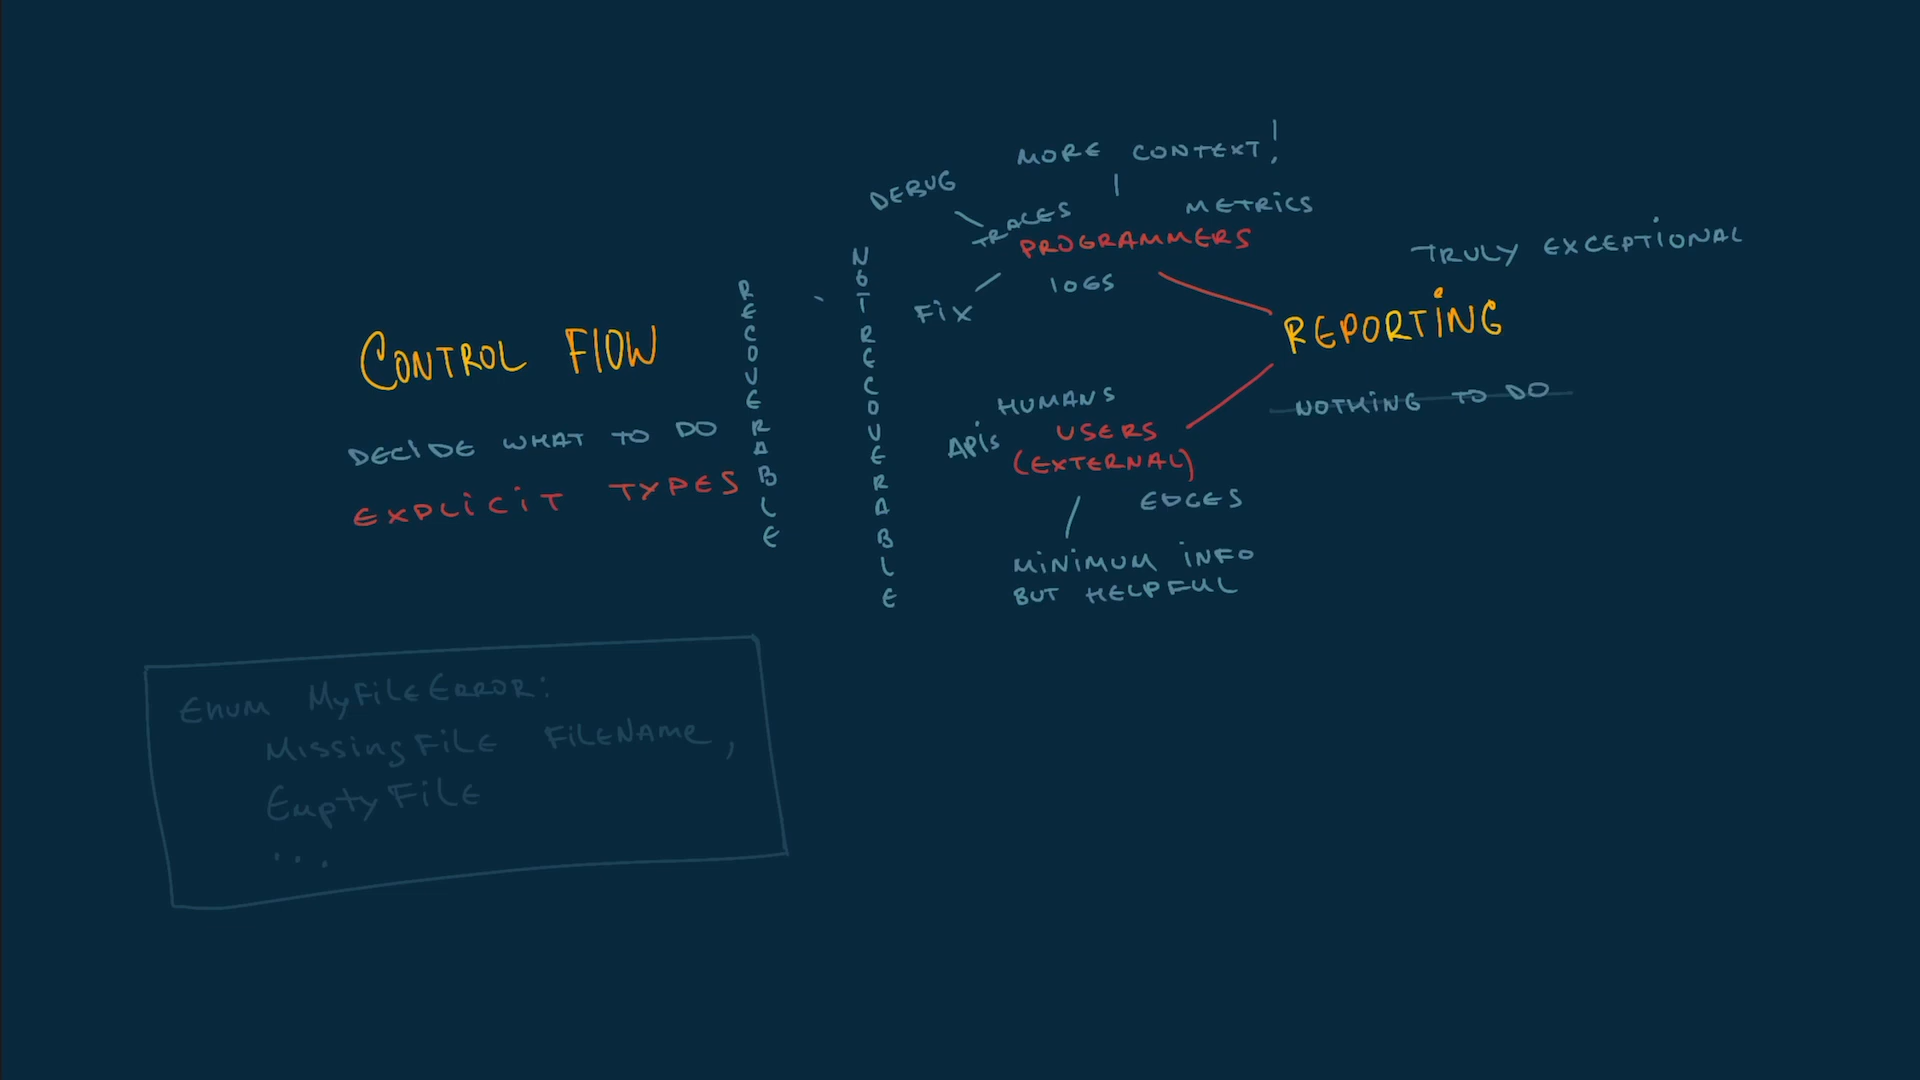 MORE CONTEXT!
DEBUG
TRACES
METRICS
PROGRAMMERS
LOGS
FiX
TRULY EXCEPTIONAL
REPORTiNG
NOTHiNG TO DO
CONTROL FLOW
DECIDE WHAT TO DO
EXPLiCiT TYPES
RECOVERABLE
NOT RECOVERABLE
HUMANS
APis
USERS
(EXTERNAL)
EDGES
MiNiMUM iNFO
BUT HELPFUL
Enum MyFileError:
MissingFile FileName,
EmptyFile
...